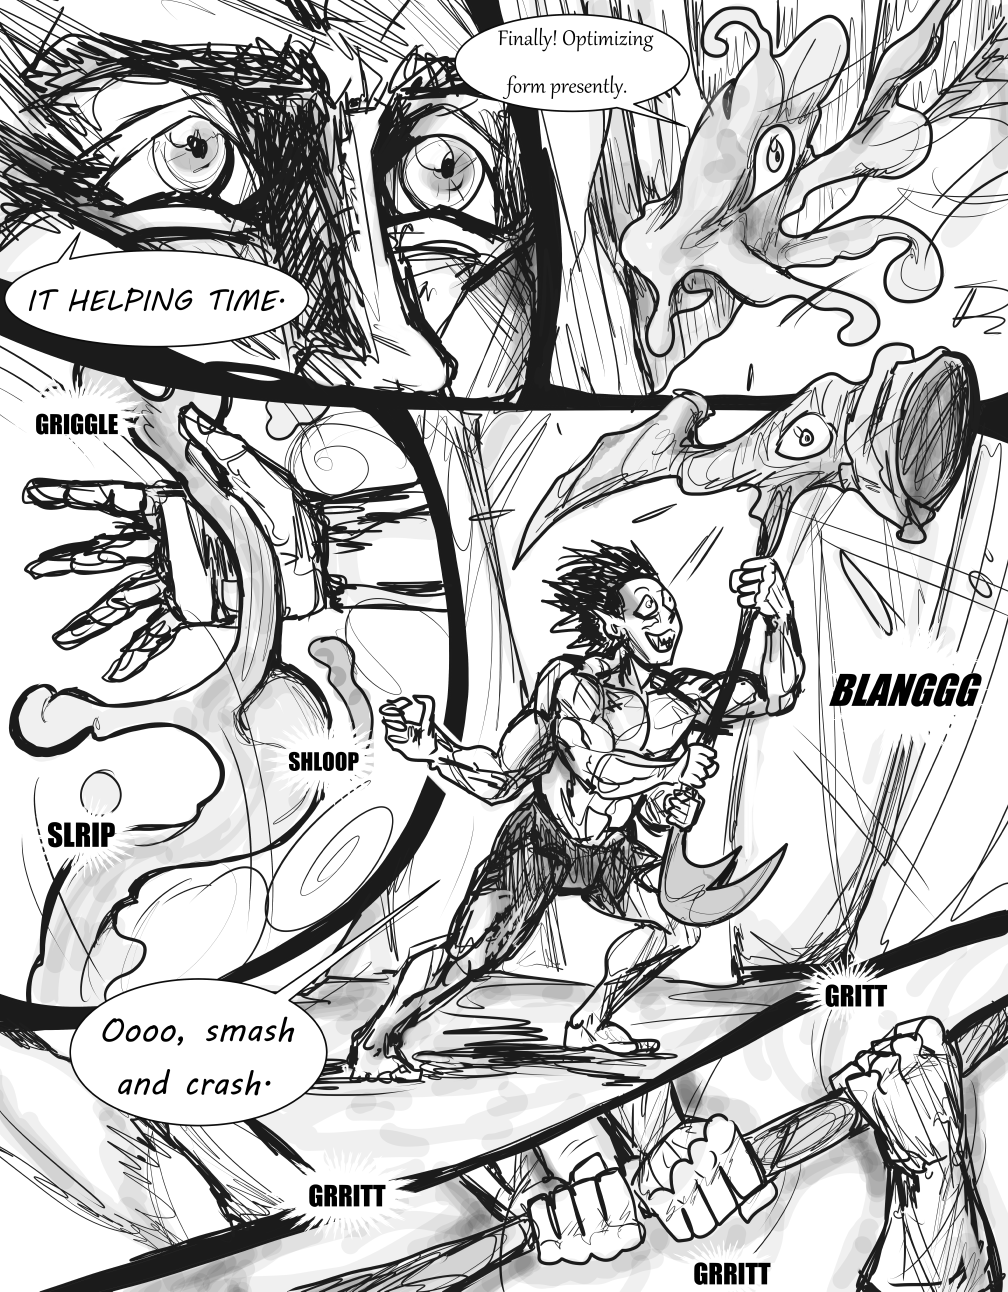 Finally! Optimizing
form presently.
IT HELPING TIME.
GRIGGLE
SHLOOP
SLRIP
BLANGGG
Oooo, smash
and crash.
GRITT
GRRITT
GRRITT